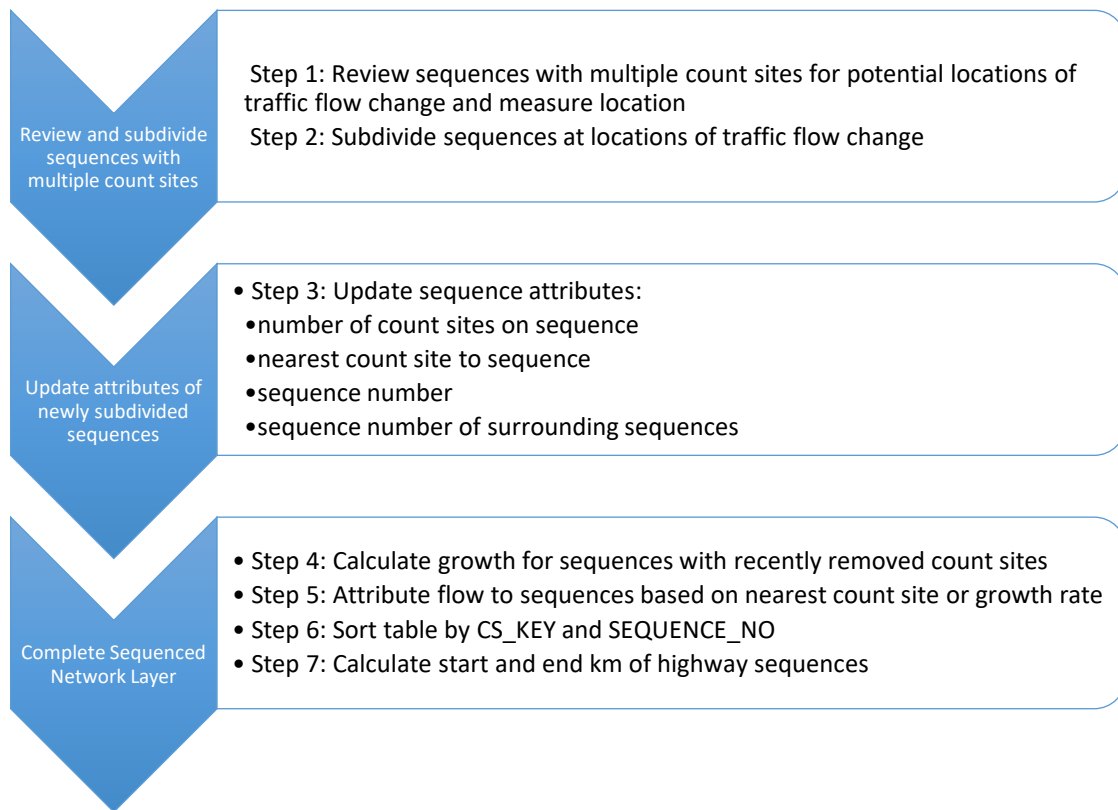 Review and subdivide
sequences with
multiple count sites
Step 1: Review sequences with multiple count sites for potential locations of
traffic flow change and measure location
Step 2: Subdivide sequences at locations of traffic flow change
Update attributes of
newly subdivided
sequences
• Step 3: Update sequence attributes:
•number of count sites on sequence
•nearest count site to sequence
•sequence number
•sequence number of surrounding sequences
Complete Sequenced
Network Layer
• Step 4: Calculate growth for sequences with recently removed count sites
• Step 5: Attribute flow to sequences based on nearest count site or growth rate
• Step 6: Sort table by CS_KEY and SEQUENCE_NO
• Step 7: Calculate start and end km of highway sequences